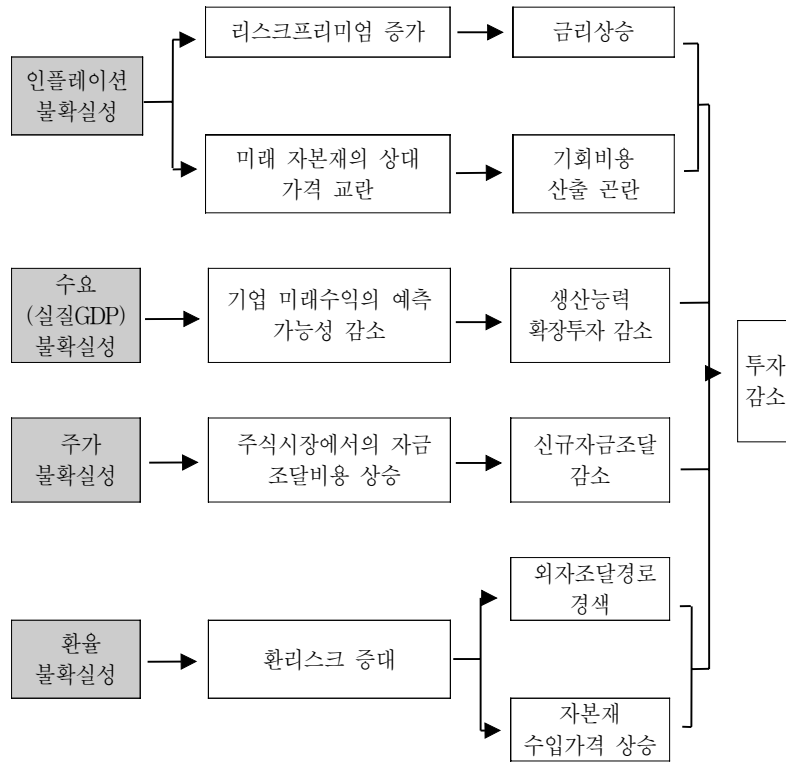 리스크프리미엄 증가
금리상승
인플레이션
불확실성
미래 자본재의 상대
가격 교란
기회비용
산출 곤란
수요
(실질GDP)
불확실성
기업 미래수익의 예측
가능성 감소
생산능력
확장투자 감소
투자
감소
주가
불확실성
주식시장에서의 자금
조달비용 상승
신규자금조달
감소
외자조달경로
경색
환율
불확실성
환리스크 증대
자본재
수입가격 상승